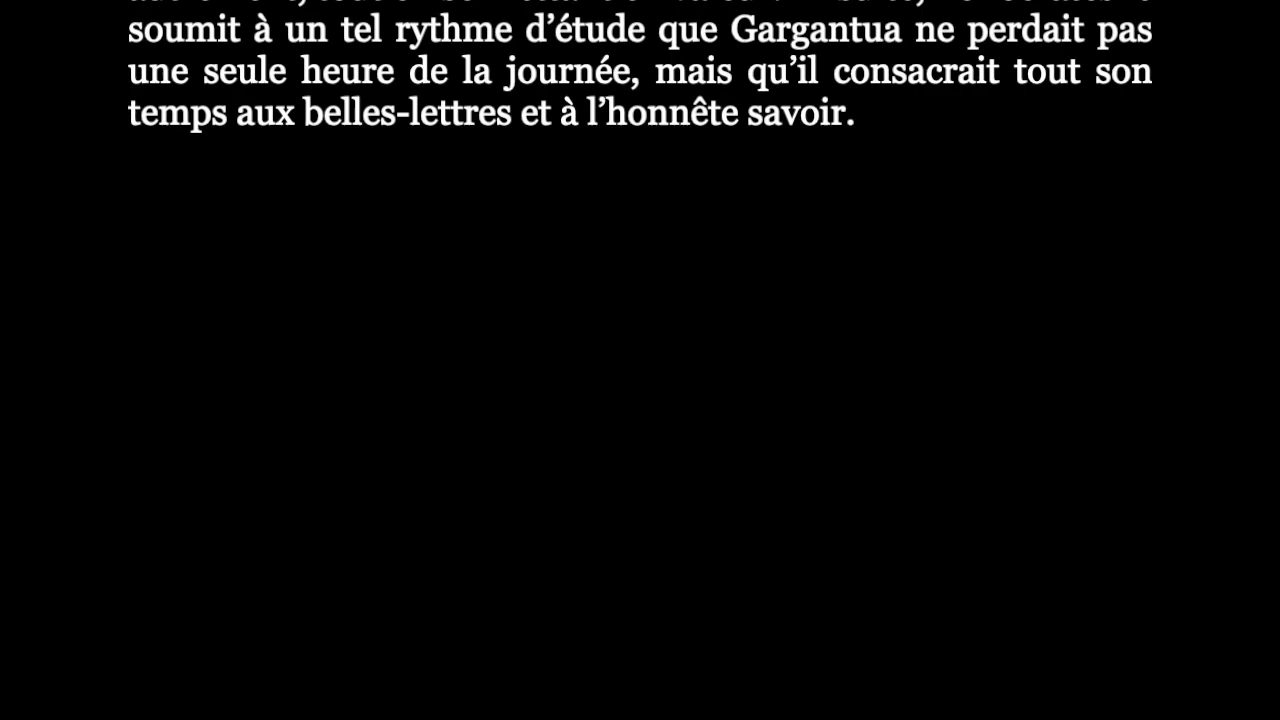 soumit à un tel rythme d’étude que Gargantua ne perdait pas
une seule heure de la journée, mais qu’il consacrait tout son
temps aux belles-lettres et à l’honnête savoir.